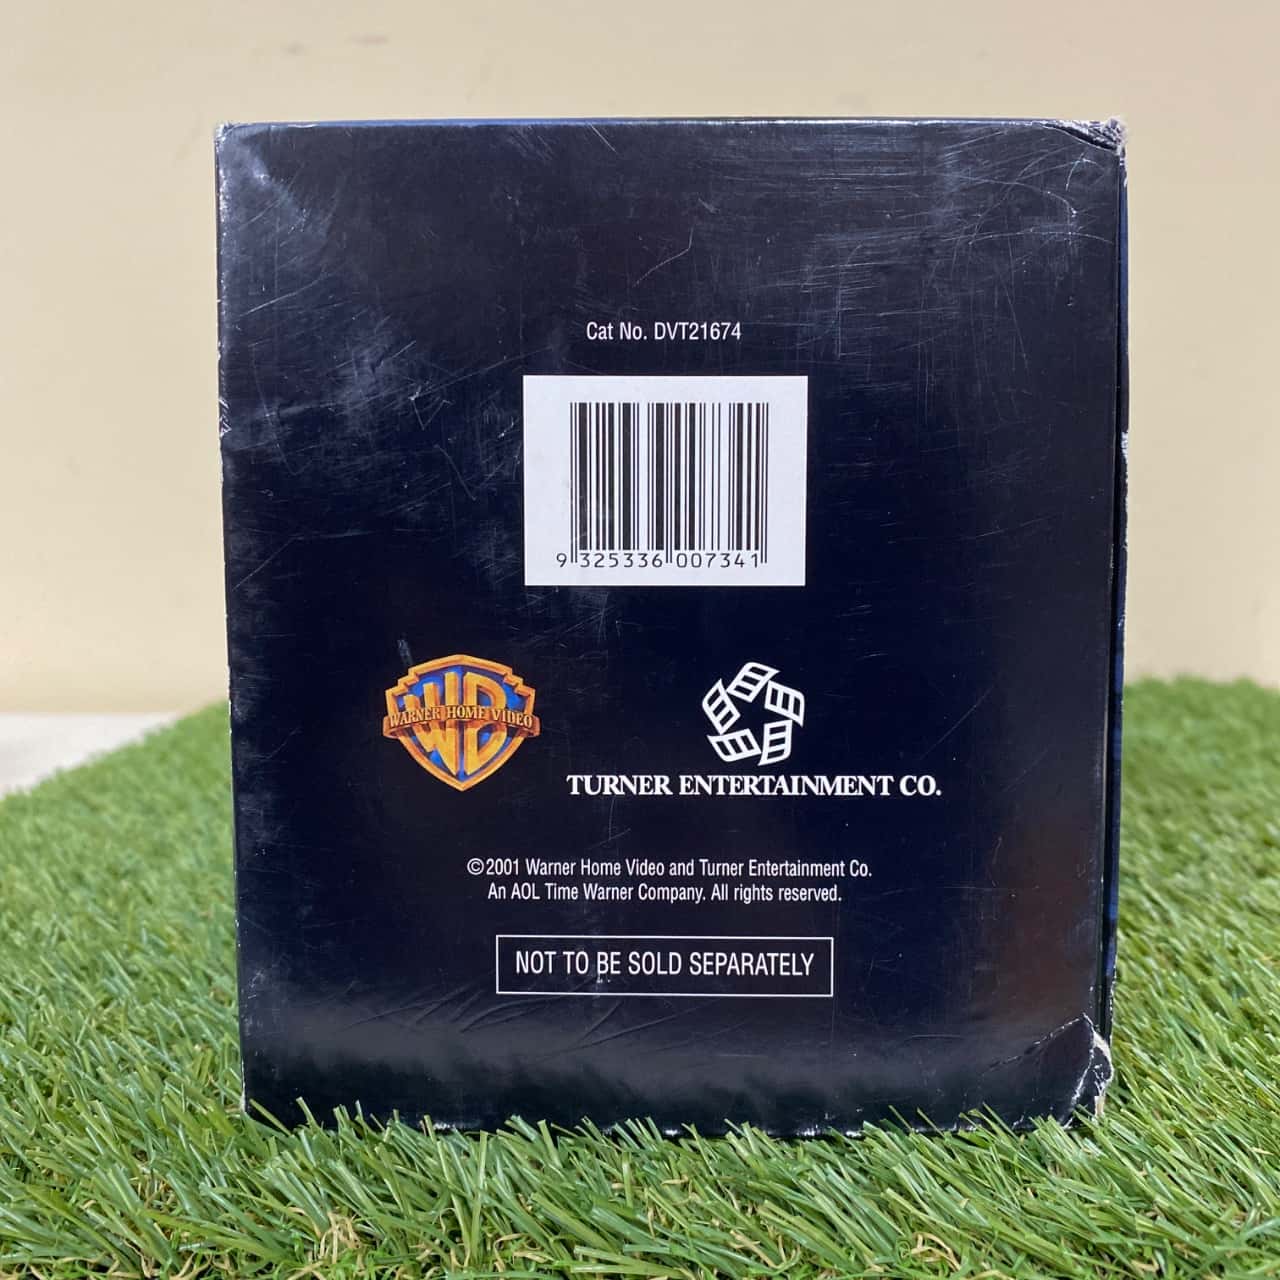 Cat No. DVT21674
9 325336 007341
WB
WARNER HOME VIDEO
TURNER ENTERTAINMENT CO.
©2001 Warner Home Video and Turner Entertainment Co.
An AOL Time Warner Company. All rights reserved.
NOT TO BE SOLD SEPARATELY